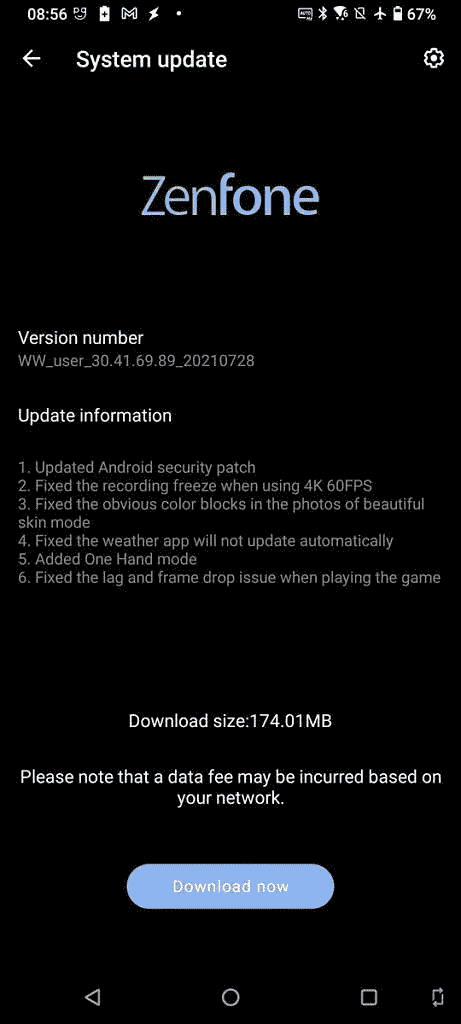 08:56 67%
System update
Zenfone
Version number
WW_user_30.41.69.89_20210728
Update information
1. Updated Android security patch
2. Fixed the recording freeze when using 4K 60FPS
3. Fixed the obvious color blocks in the photos of beautiful
skin mode
4. Fixed the weather app will not update automatically
5. Added One Hand mode
6. Fixed the lag and frame drop issue when playing the game
Download size:174.01MB
Please note that a data fee may be incurred based on
your network.
Download now